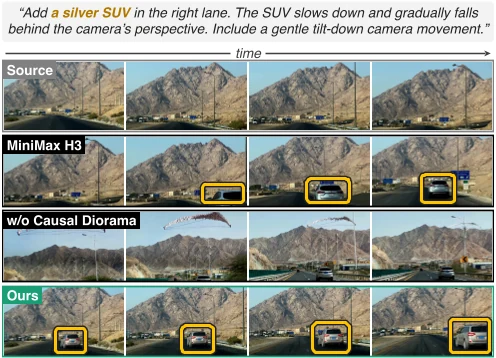 “Add a silver SUV in the right lane. The SUV slows down and gradually falls
behind the camera’s perspective. Include a gentle tilt-down camera movement.”
time
Source
MiniMax H3
w/o Causal Diorama
Ours